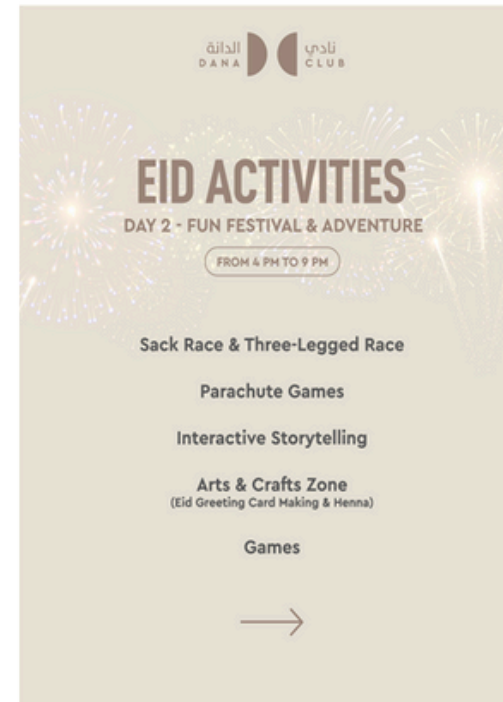 الدانة نادي
DANA CLUB
EID ACTIVITIES
DAY 2 - FUN FESTIVAL & ADVENTURE
FROM 4 PM TO 9 PM
Sack Race & Three-Legged Race
Parachute Games
Interactive Storytelling
Arts & Crafts Zone
(Eid Greeting Card Making & Henna)
Games